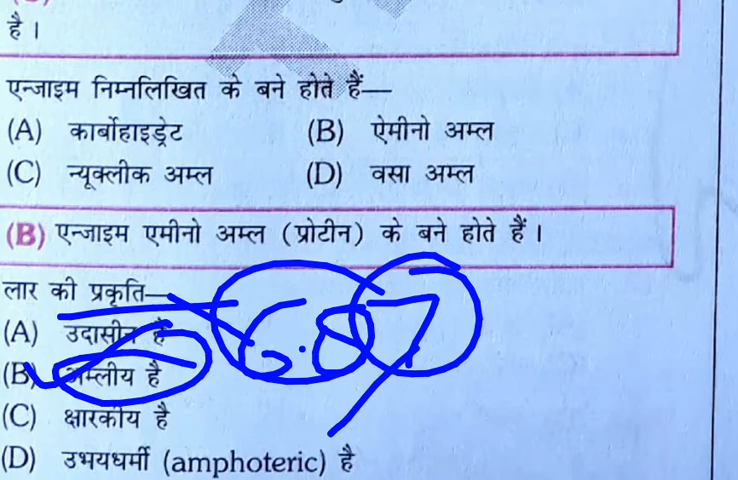 है ।
एन्जाइम निम्नलिखित के बने होते हैं—
(A) कार्बोहाइड्रेट (B) ऐमीनो अम्ल
(C) न्यूक्लीक अम्ल (D) वसा अम्ल
(B) एन्जाइम एमीनो अम्ल (प्रोटीन) के बने होते हैं ।
लार की प्रकृति—
6.8 7
(A) उदासीन है
(B) अम्लीय है
(C) क्षारकीय है
(D) उभयधर्मी (amphoteric) है